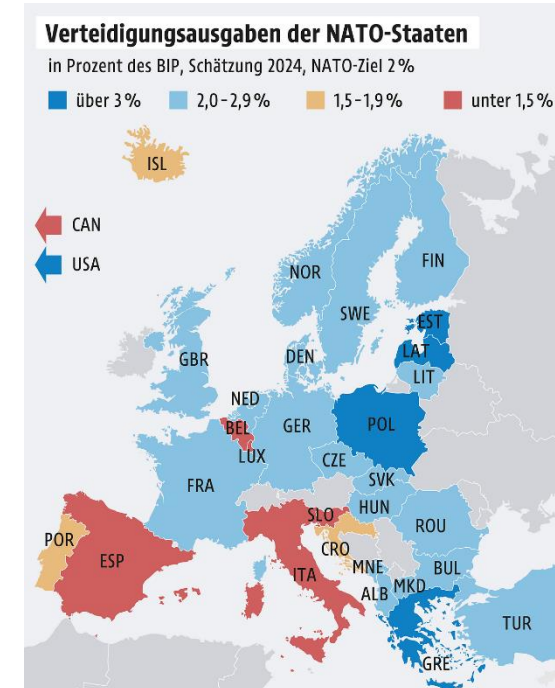 Verteidigungsausgaben der NATO-Staaten
in Prozent des BIP, Schätzung 2024, NATO-Ziel 2 %
über 3 %
2,0-2,9 %
1,5-1,9 %
unter 1,5 %
ISL
CAN
USA
NOR
FIN
SWE
EST
LAT
LIT
GBR
DEN
NED
BEL
GER
POL
LUX
CZE
FRA
SVK
HUN
SLO
ROU
CRO
POR
ESP
ITA
MNE
BUL
ALB
MKD
TUR
GRE